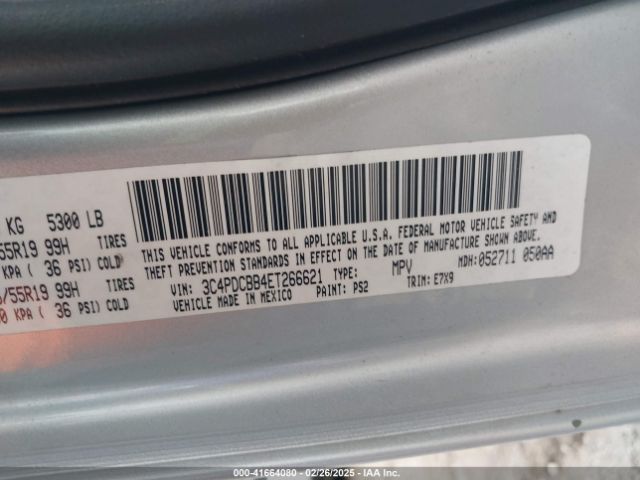 KG 5300 LB
55R19 99H TIRES
KPA ( 36 PSI) COLD
/55R19 99H TIRES
0 KPA ( 36 PSI) COLD
THIS VEHICLE CONFORMS TO ALL APPLICABLE U.S.A. FEDERAL MOTOR VEHICLE SAFETY AND
THEFT PREVENTION STANDARDS IN EFFECT ON THE DATE OF MANUFACTURE SHOWN ABOVE.
VIN: 3C4PDCBB4ET266621 TYPE: MPV MDH:052711 050AA
VEHICLE MADE IN MEXICO PAINT: PS2 TRIM: E7X9
000-41664080 - 02/26/2025 - IAA Inc.